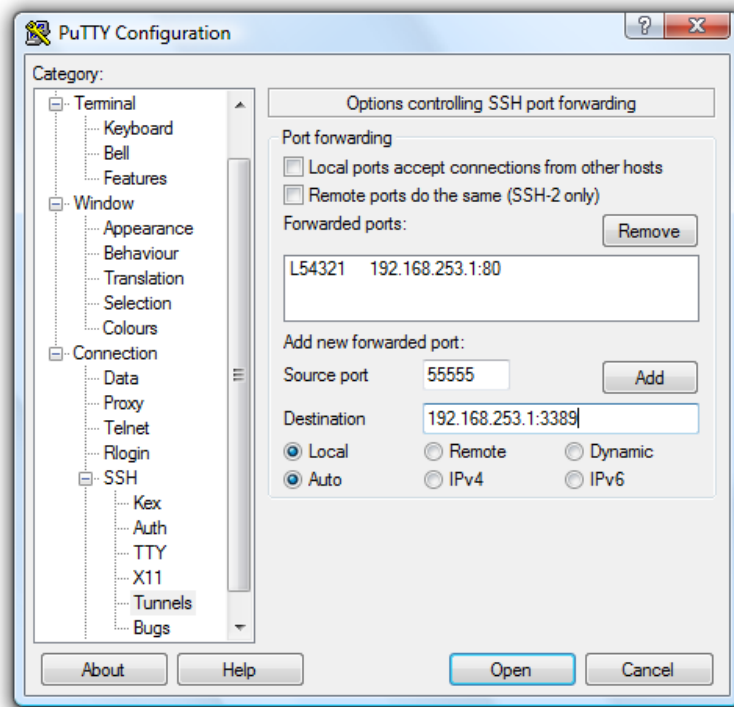 PuTTY Configuration
?
X
Category:
Terminal
Keyboard
Bell
Features
Window
Appearance
Behaviour
Translation
Selection
Colours
Connection
Data
Proxy
Telnet
Rlogin
SSH
Kex
Auth
TTY
X11
Tunnels
Bugs
Options controlling SSH port forwarding
Port forwarding
Local ports accept connections from other hosts
Remote ports do the same (SSH-2 only)
Forwarded ports:
Remove
L54321 192.168.253.1:80
Add new forwarded port:
Source port 55555 Add
Destination 192.168.253.1:3389
Local Remote Dynamic
Auto IPv4 IPv6
About Help Open Cancel